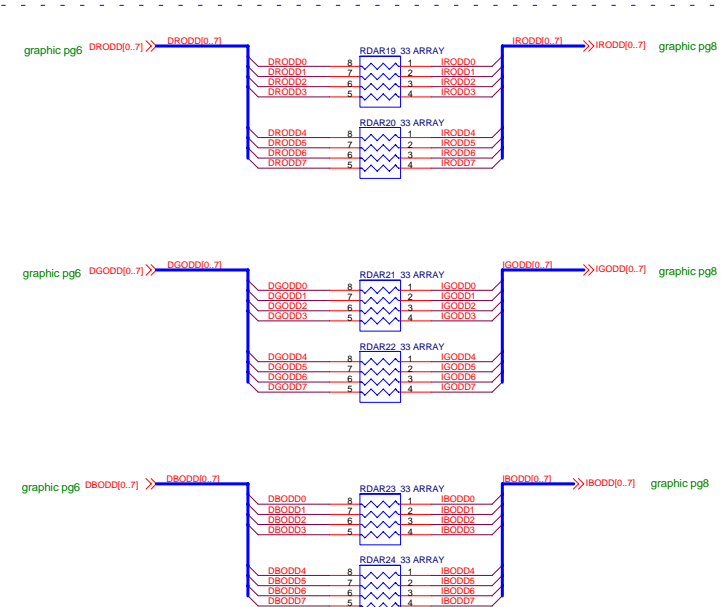 graphic pg6 DRODD[0..7] DRODD[0..7] IRODD[0..7] IRODD[0..7] graphic pg8
RDAR19 33 ARRAY
DRODD0 8 1 IRODD0
DRODD1 7 2 IRODD1
DRODD2 6 3 IRODD2
DRODD3 5 4 IRODD3
RDAR20 33 ARRAY
DRODD4 8 1 IRODD4
DRODD5 7 2 IRODD5
DRODD6 6 3 IRODD6
DRODD7 5 4 IRODD7
graphic pg6 DGODD[0..7] DGODD[0..7] IGODD[0..7] IGODD[0..7] graphic pg8
RDAR21 33 ARRAY
DGODD0 8 1 IGODD0
DGODD1 7 2 IGODD1
DGODD2 6 3 IGODD2
DGODD3 5 4 IGODD3
RDAR22 33 ARRAY
DGODD4 8 1 IGODD4
DGODD5 7 2 IGODD5
DGODD6 6 3 IGODD6
DGODD7 5 4 IGODD7
graphic pg6 DBODD[0..7] DBODD[0..7] IBODD[0..7] IBODD[0..7] graphic pg8
RDAR23 33 ARRAY
DBODD0 8 1 IBODD0
DBODD1 7 2 IBODD1
DBODD2 6 3 IBODD2
DBODD3 5 4 IBODD3
RDAR24 33 ARRAY
DBODD4 8 1 IBODD4
DBODD5 7 2 IBODD5
DBODD6 6 3 IBODD6
DBODD7 5 4 IBODD7